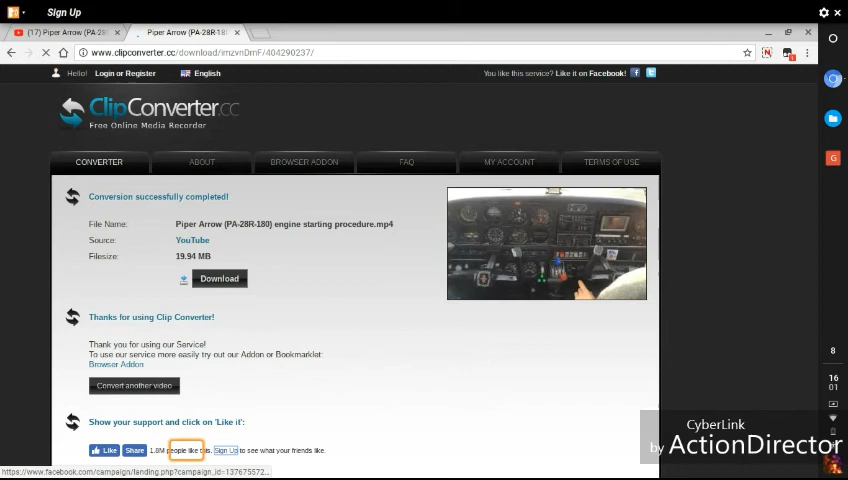 Sign Up
(17) Piper Arrow (PA-28
Piper Arrow (PA-28R-18
www.clipconverter.cc/download/imzvnDmF/404290237/
Hello! Login or Register
English
You like this service? Like it on Facebook!
ClipConverter.cc
Free Online Media Recorder
CONVERTER
ABOUT
BROWSER ADDON
FAQ
MY ACCOUNT
TERMS OF USE
Conversion successfully completed!
File Name: Piper Arrow (PA-28R-180) engine starting procedure.mp4
Source: YouTube
Filesize: 19.94 MB
Download
Thanks for using Clip Converter!
Thank you for using our Service!
To use our service more easily try out our Addon or Bookmarklet:
Browser Addon
Convert another video
8
16
01
Show your support and click on 'Like it':
Like Share 1.8M people like this. Sign Up to see what your friends like.
CyberLink
by ActionDirector
https://www.facebook.com/campaign/landing.php?campaign_id=137675572...